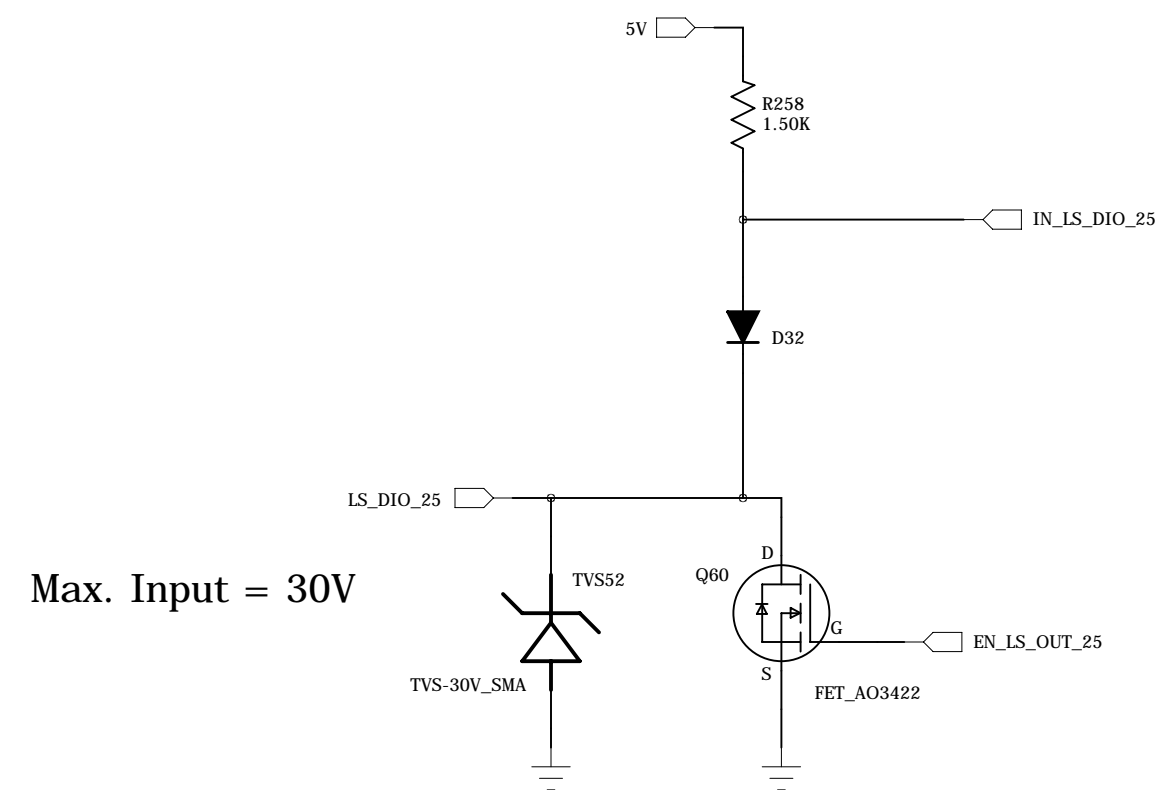 5V
R258
1.50K
IN_LS_DIO_25
D32
LS_DIO_25
D
Q60
TVS52
Max. Input = 30V
G
EN_LS_OUT_25
S
TVS-30V_SMA
FET_AO3422